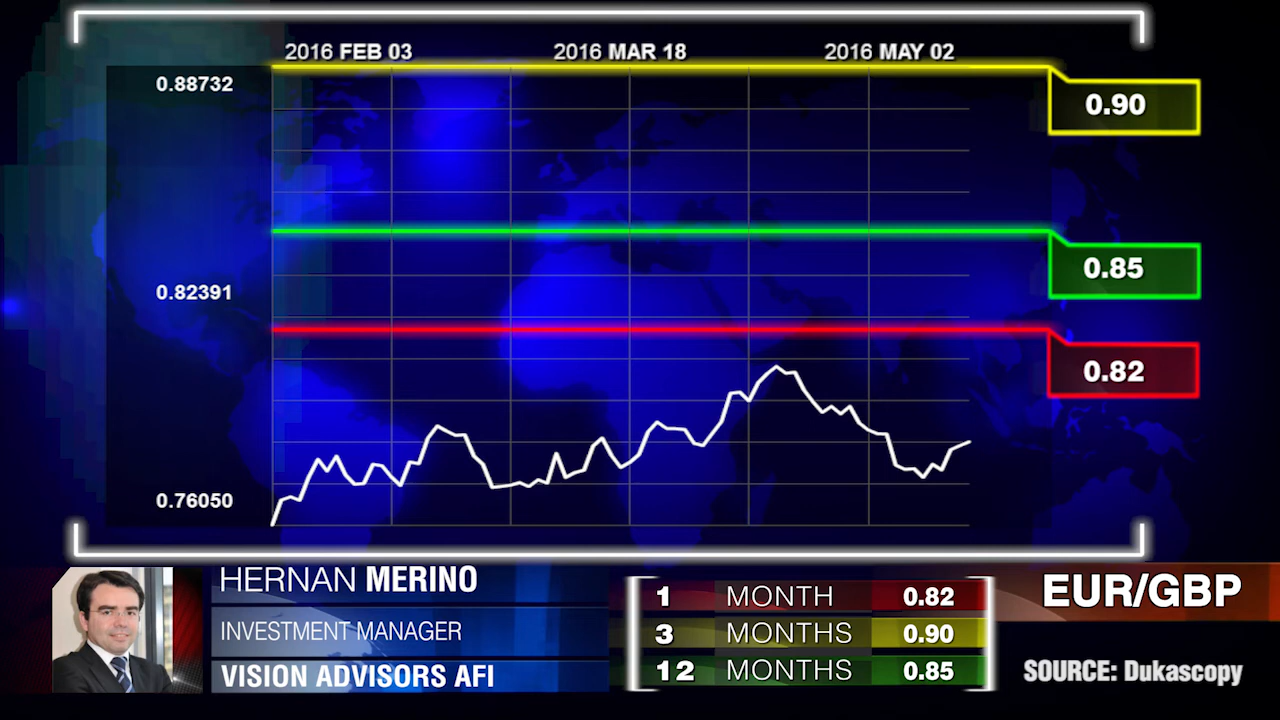 2016 FEB 03 2016 MAR 18 2016 MAY 02
0.88732
0.90
0.85
0.82391
0.82
0.76050
HERNAN MERINO
INVESTMENT MANAGER
VISION ADVISORS AFI
1 MONTH 0.82
3 MONTHS 0.90
12 MONTHS 0.85
EUR/GBP
SOURCE: Dukascopy